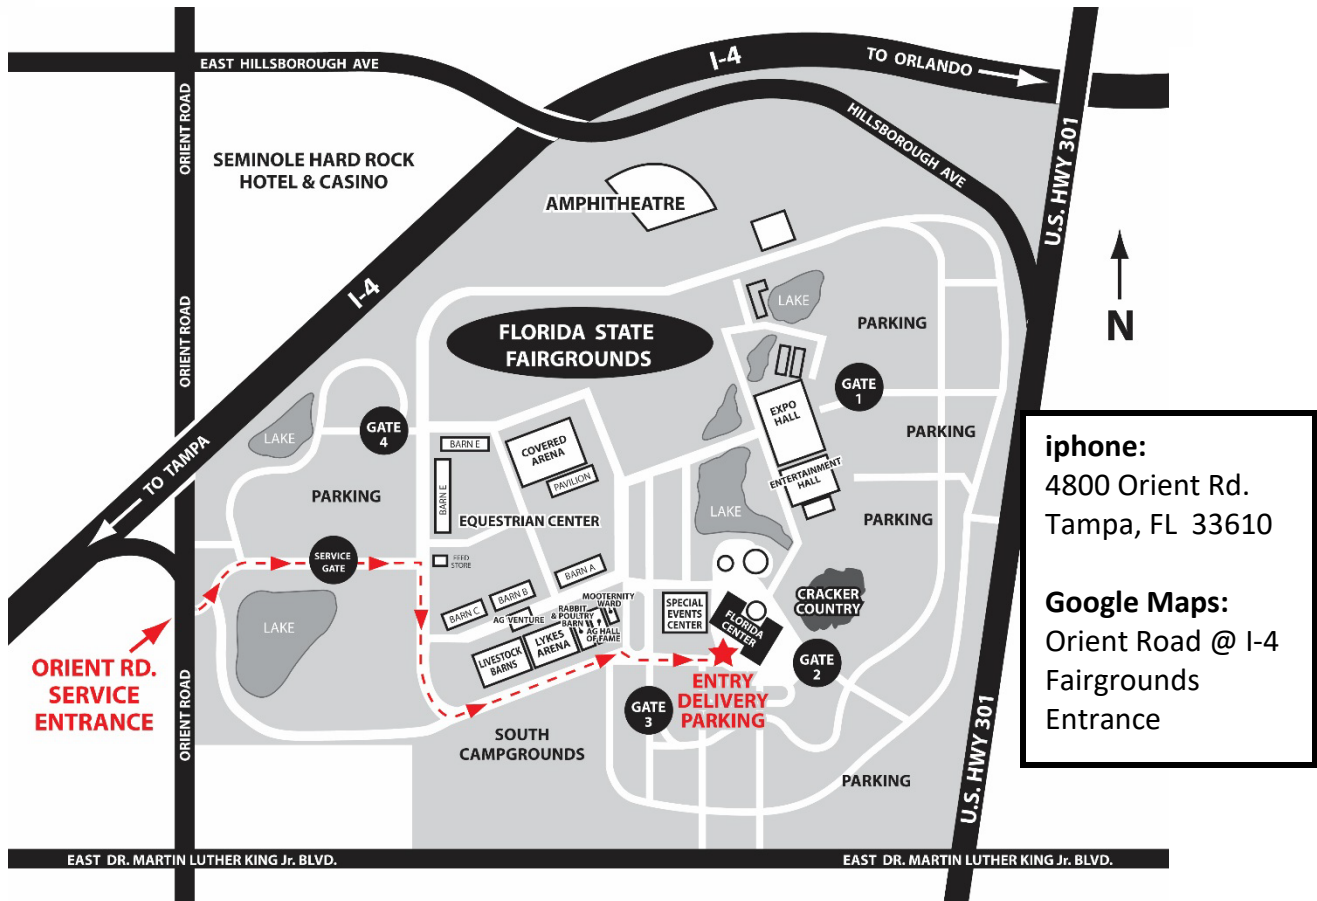 I-4
TO ORLANDO
EAST HILLSBOROUGH AVE
ORIENT ROAD
HILLSBOROUGH AVE
U.S. HWY 301
SEMINOLE HARD ROCK
HOTEL & CASINO
AMPHITHEATRE
I-4
N
ORIENT ROAD
LAKE
PARKING
FLORIDA STATE
FAIRGROUNDS
GATE
1
EXPO
HALL
PARKING
LAKE
GATE
4
TO TAMPA
BARN E
COVERED
ARENA
PAVILION
ENTERTAINMENT
HALL
PARKING
BARN E
EQUESTRIAN CENTER
LAKE
PARKING
SERVICE
GATE
FEED
STORE
BARN A
BARN B
BARN C
MOOTERNITY
WARD
RABBIT
& POULTRY
BARN
AG VENTURE
AG HALL
OF FAME
LYKES
ARENA
LIVESTOCK
BARNS
SPECIAL
EVENTS
CENTER
FLORIDA
CENTER
CRACKER
COUNTRY
LAKE
GATE
2
ORIENT RD.
SERVICE
ENTRANCE
ORIENT ROAD
ENTRY
DELIVERY
PARKING
GATE
3
SOUTH
CAMPGROUNDS
PARKING
U.S. HWY 301
EAST DR. MARTIN LUTHER KING Jr. BLVD.
EAST DR. MARTIN LUTHER KING Jr. BLVD.
iphone:
4800 Orient Rd.
Tampa, FL 33610
Google Maps:
Orient Road @ I-4
Fairgrounds
Entrance